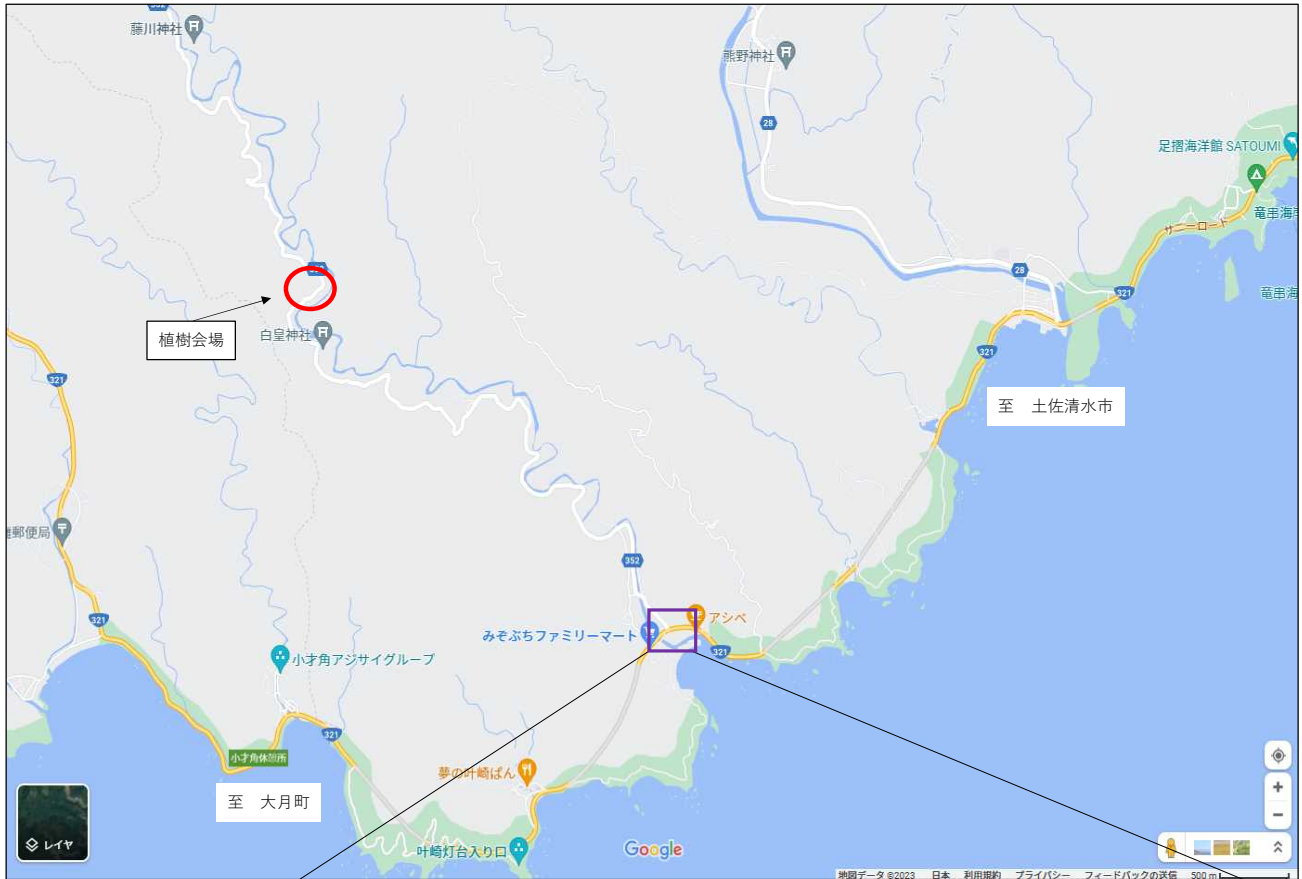 352
藤川神社
熊野神社
28
足摺海洋館 SATOUMI
サニーロード
竜串海
植樹会場
白皇神社
28
321
竜串海
321
321
至 土佐清水市
郵便局
352
321
アシベ
みぞぶちファミリーマート
321
小才角アジサイグループ
321
小才角休憩所
夢の叶崎ぱん
至 大月町
レイヤ
叶崎灯台入り口
Google
地図データ ©2023 日本 利用規約 プライバシー フィードバックの送信 500 m